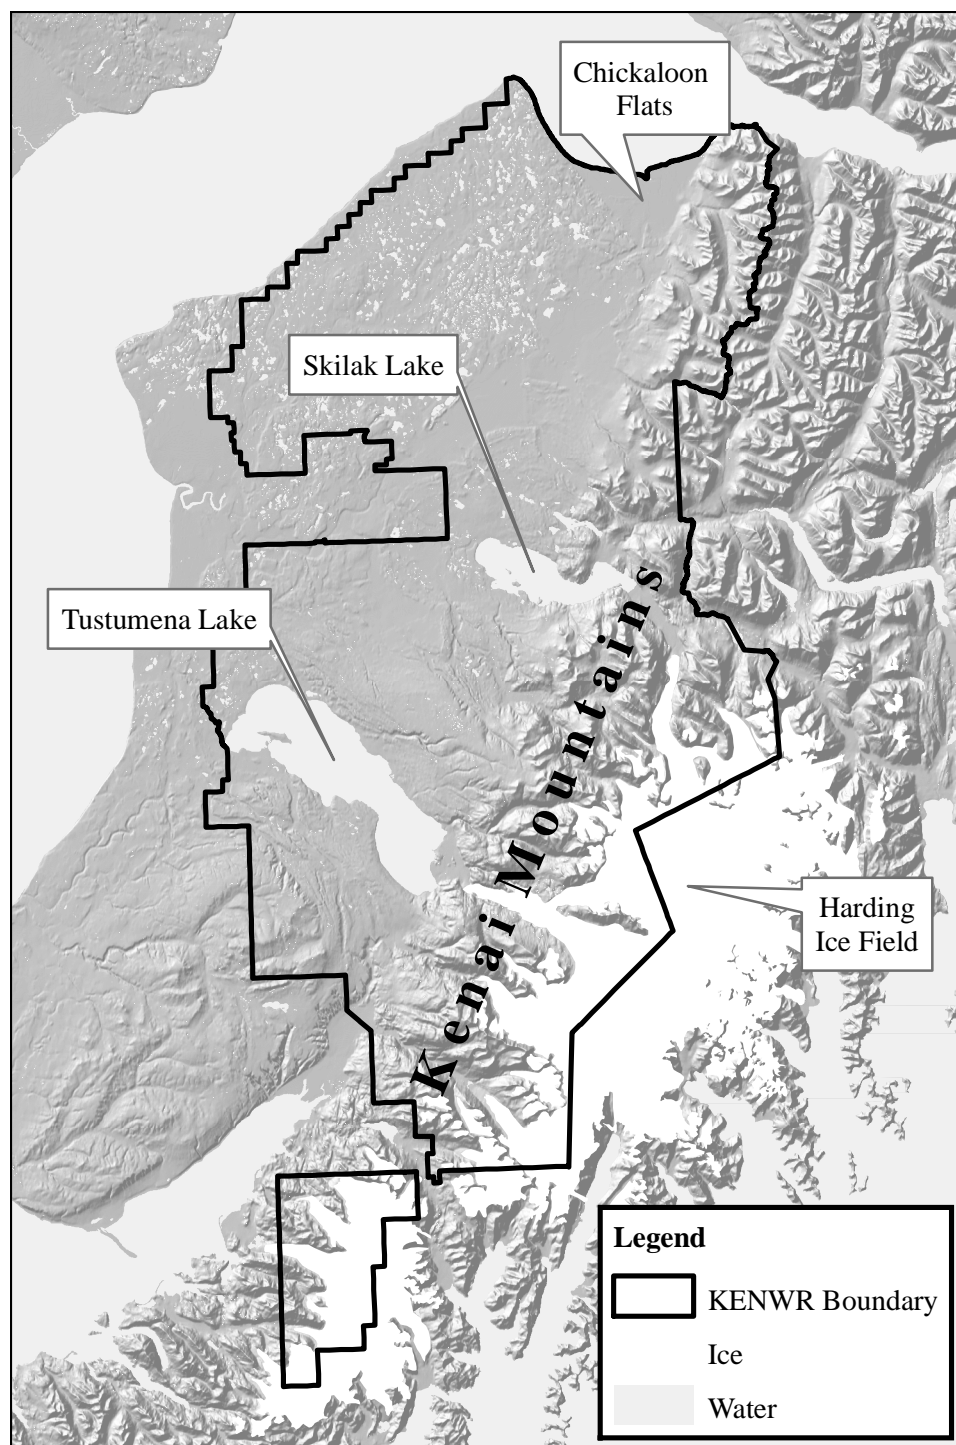 Chickaloon
Flats
Skilak Lake
Tustumena Lake
Kenai Mountains
Harding
Ice Field
Legend
KENWR Boundary
Ice
Water